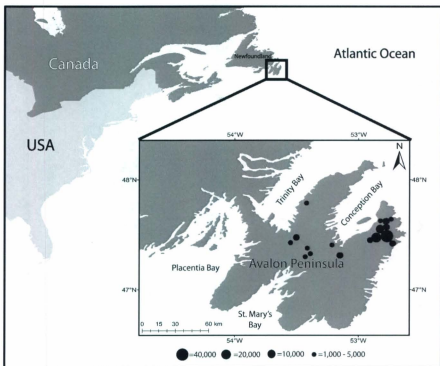 Canada
Newfoundland
Atlantic Ocean
USA
54°W
53°W
N
48°N
48°N
Trinity Bay
Conception Bay
Placentia Bay
Avalon Peninsula
47°N
47°N
St. Mary's
Bay
0 15 30 60 km
54°W
53°W
=40,000 =20,000 =10,000 =1,000 - 5,000